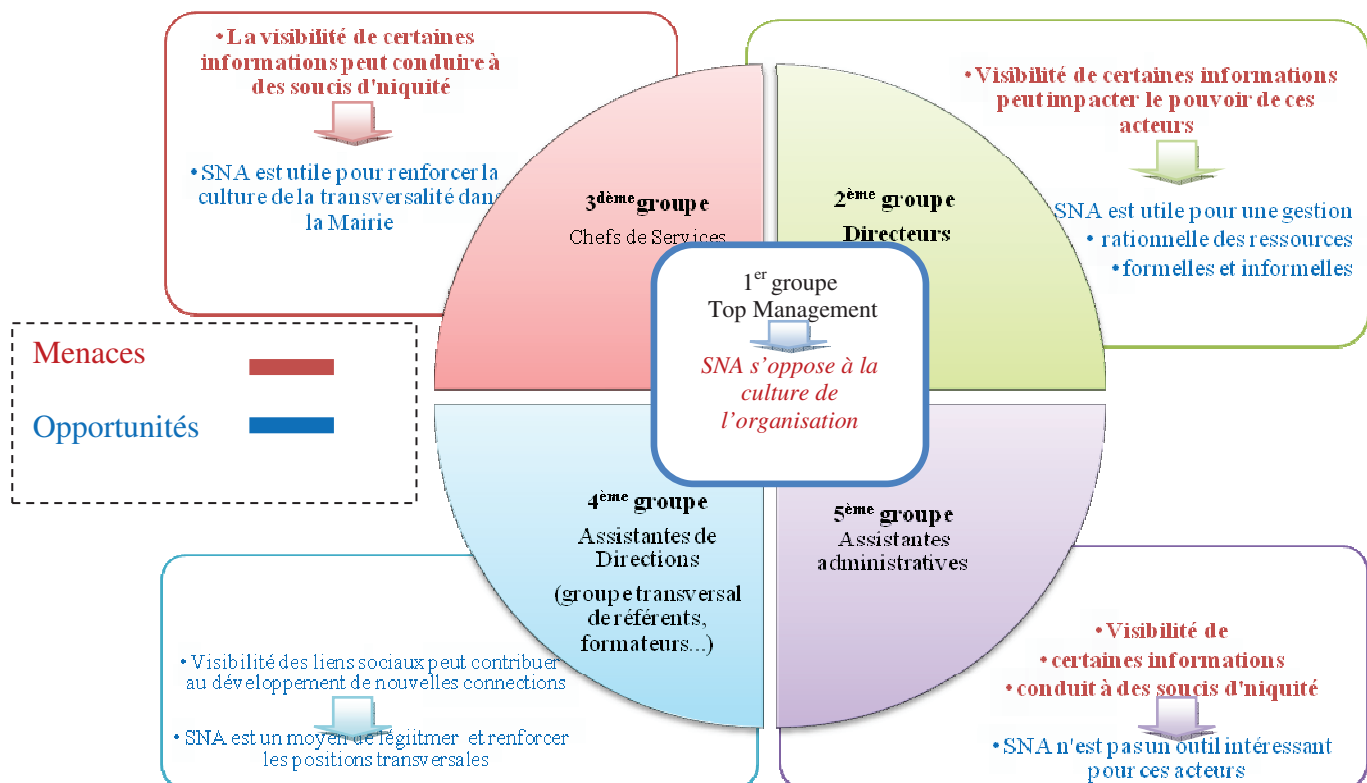 • La visibilité de certaines
informations peut conduire à
des soucis d'niquité
• SNA est utile pour renforcer la
culture de la transversalité dans
la Mairie
• Visibilité de certaines informations
peut impacter le pouvoir de ces
acteurs
SNA est utile pour une gestion
• rationnelle des ressources
• formelles et informelles
3dème groupe
Chefs de Services
2ème groupe
Directeurs
1er groupe
Top Management
SNA s'oppose à la
culture de
l'organisation
Menaces
Opportunités
4ème groupe
Assistantes de
Directions
(groupe transversal
de référents,
formateurs...)
5ème groupe
Assistantes
administratives
• Visibilité des liens sociaux peut contribuer
au développement de nouvelles connections
• SNA est un moyen de légiitmer et renforcer
les positions transversales
• Visibilité de
• certaines informations
• conduit à des soucis d'niquité
• SNA n'est pas un outil intéressant
pour ces acteurs